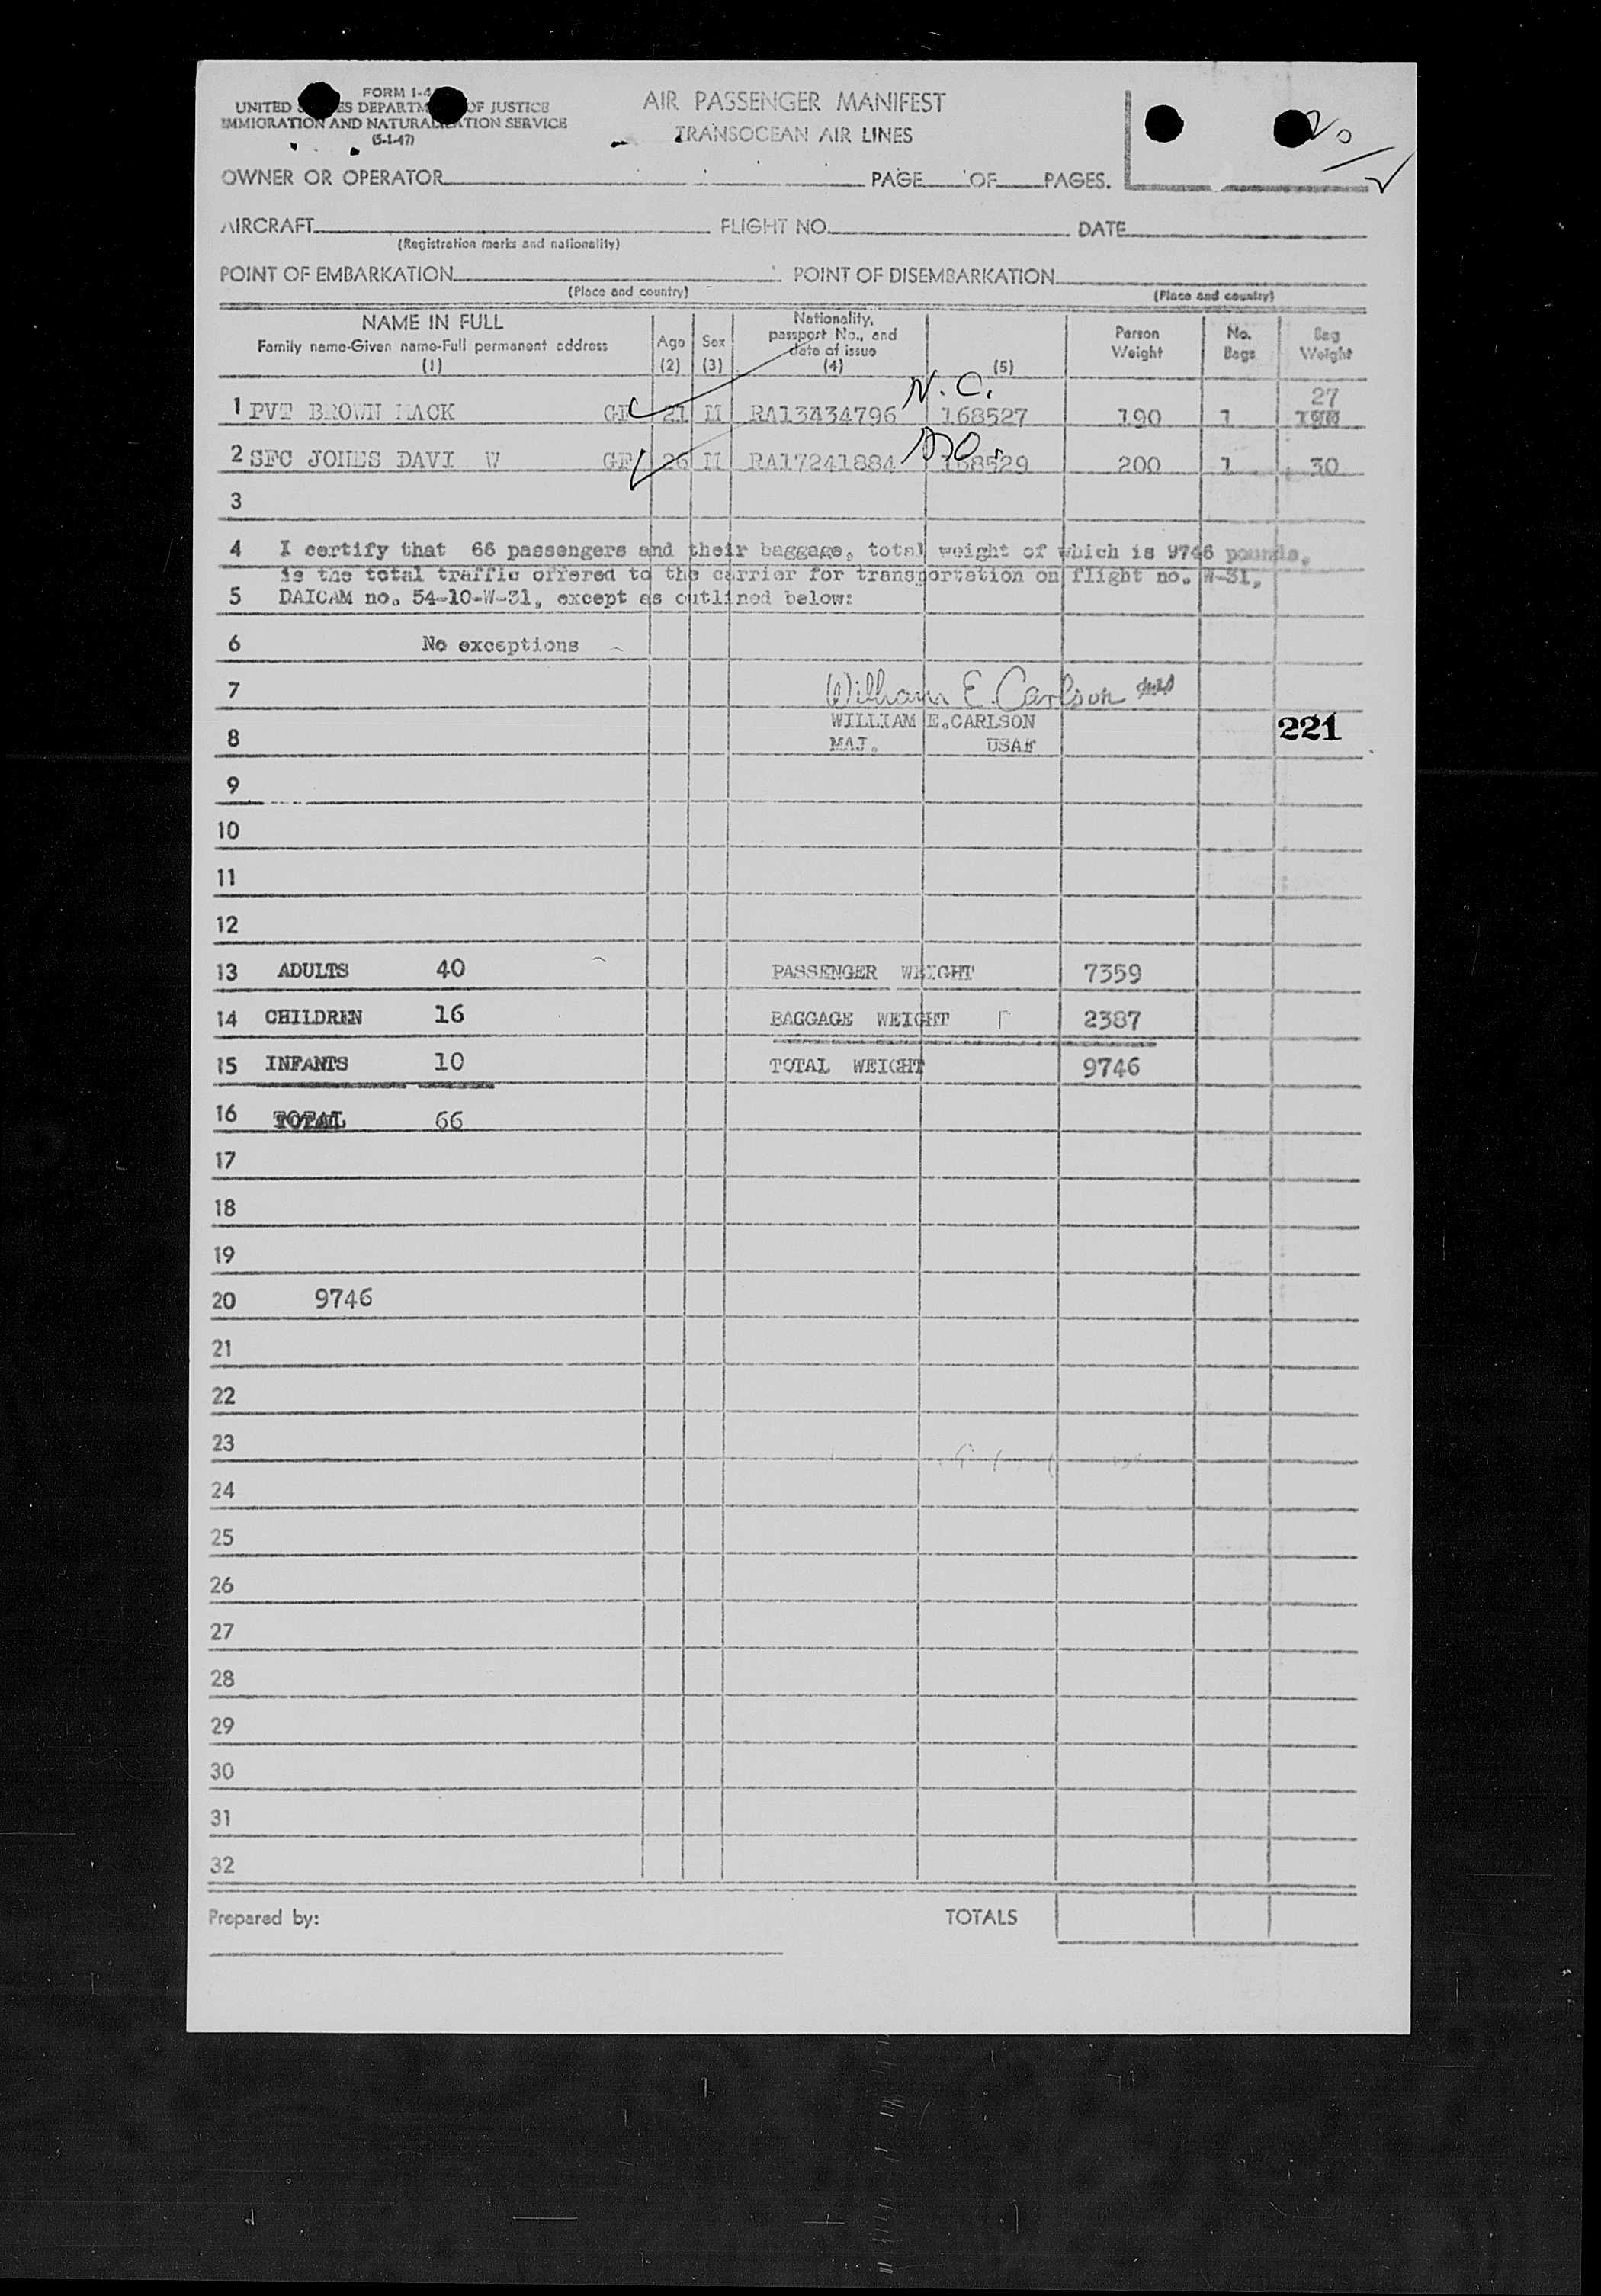 FORM I-4
UNITED ES DEPARTM OF JUSTICE
IMMIGRATION AND NATURALIZATION SERVICE
(5-1-47)
AIR PASSENGER MANIFEST
TRANSOCEAN AIR LINES
OWNER OR OPERATOR PAGE OF PAGES.
AIRCRAFT FLIGHT NO. DATE
(Registration marks and nationality)
POINT OF EMBARKATION POINT OF DISEMBARKATION
(Place and country) (Place and country)
NAME IN FULL
Family name-Given name-Full permanent address
(1)
Age
(2)
Sex
(3)
Nationality,
passport No., and
date of issue
(4)
(5)
Person
Weight
No.
Bags
Bag
Weight
N.C. 27
1 PVT BROWN MACK 21 M RA13434796 168527 190 1
2 SFC JONES DAVI W 26 M RA17241884 168529 200 1 30
3
4 I certify that 66 passengers and their baggage, total weight of which is 9746 pounds,
is the total traffic offered to the carrier for transportation on flight no. W-31,
5 DAICAM no. 54-10-W-31, except as outlined below:
6 No exceptions
7 William E. Carlson
WILLIAM E.CARLSON 221
8 MAJ. USAF
9
10
11
12
13 ADULTS 40 PASSENGER WEIGHT 7359
14 CHILDREN 16 BAGGAGE WEIGHT 2387
15 INFANTS 10 TOTAL WEIGHT 9746
16 TOTAL 66
17
18
19
20 9746
21
22
23
24
25
26
27
28
29
30
31
32
Prepared by: TOTALS